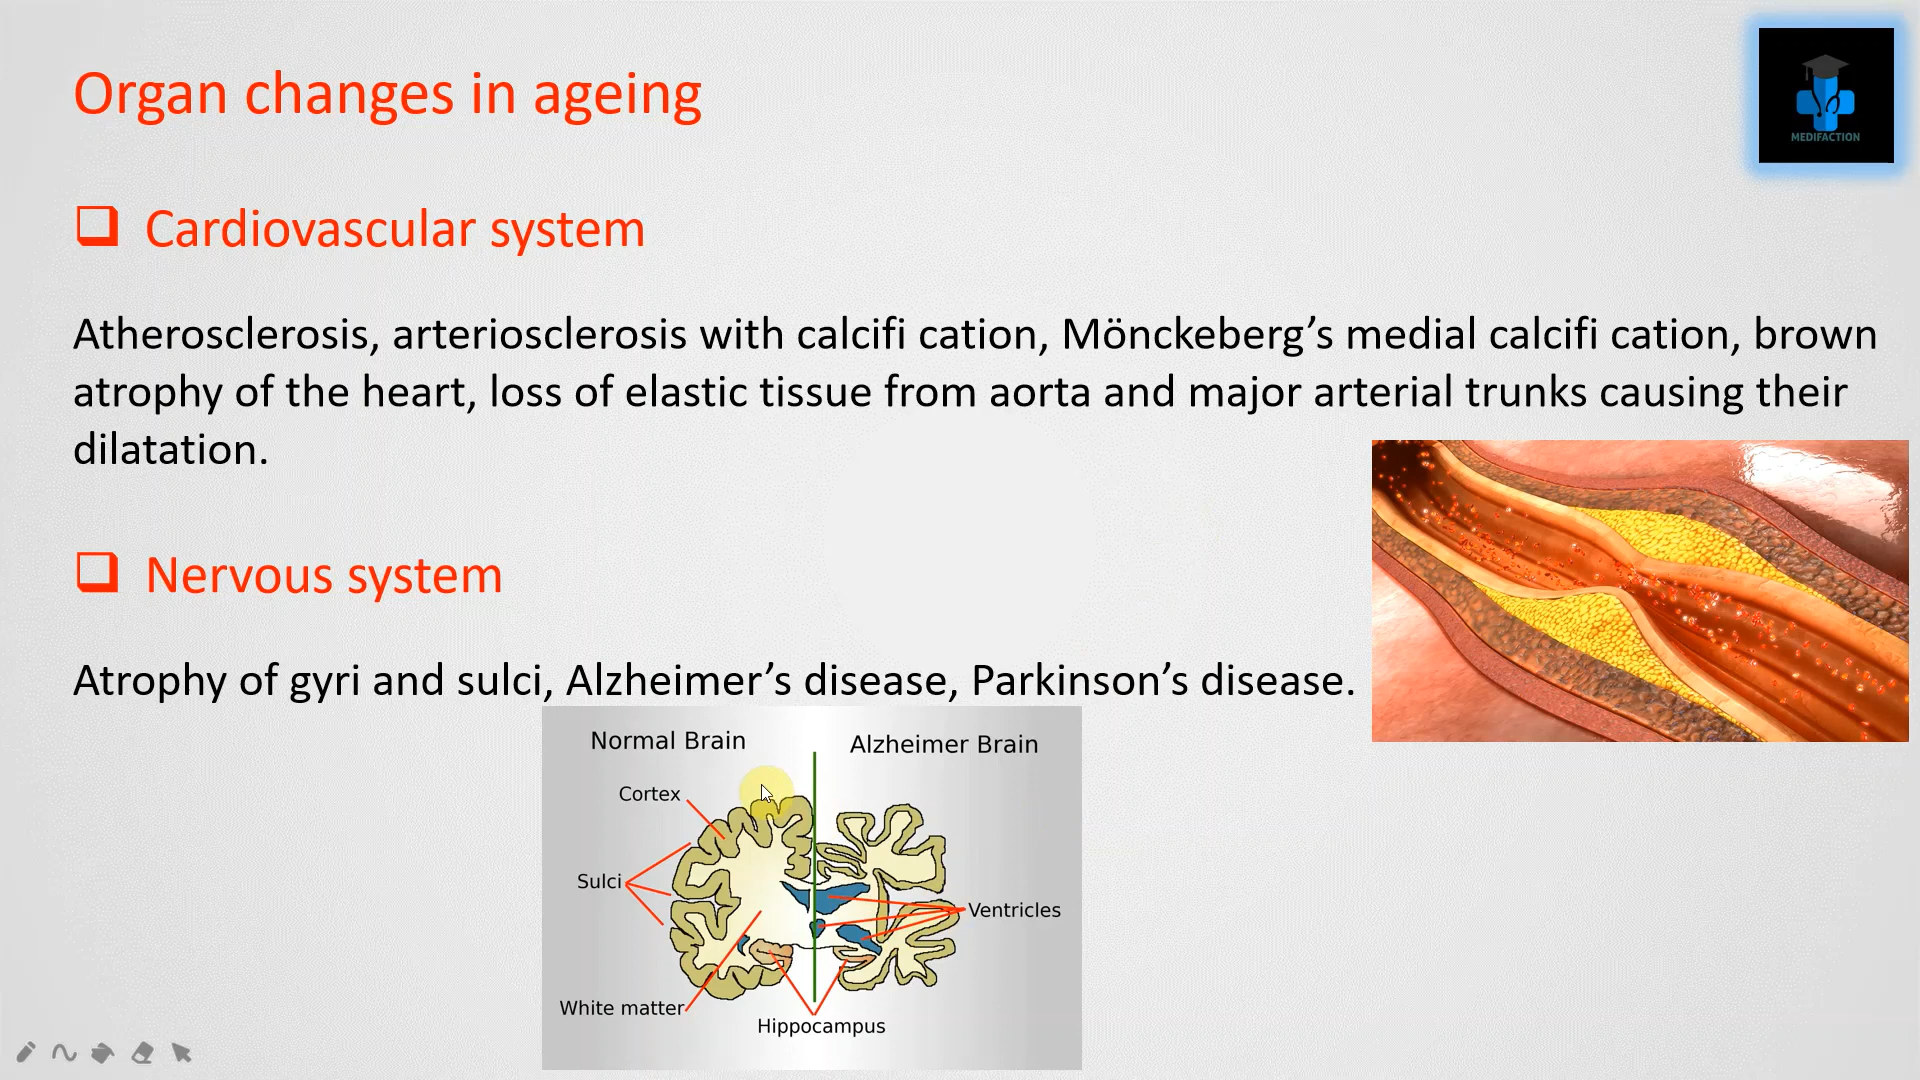 Organ changes in ageing
MEDIFACTION
Cardiovascular system
Atherosclerosis, arteriosclerosis with calcifi cation, Mönckeberg’s medial calcifi cation, brown
atrophy of the heart, loss of elastic tissue from aorta and major arterial trunks causing their
dilatation.
Nervous system
Atrophy of gyri and sulci, Alzheimer’s disease, Parkinson’s disease.
Normal Brain
Alzheimer Brain
Cortex
Sulci
Ventricles
White matter
Hippocampus